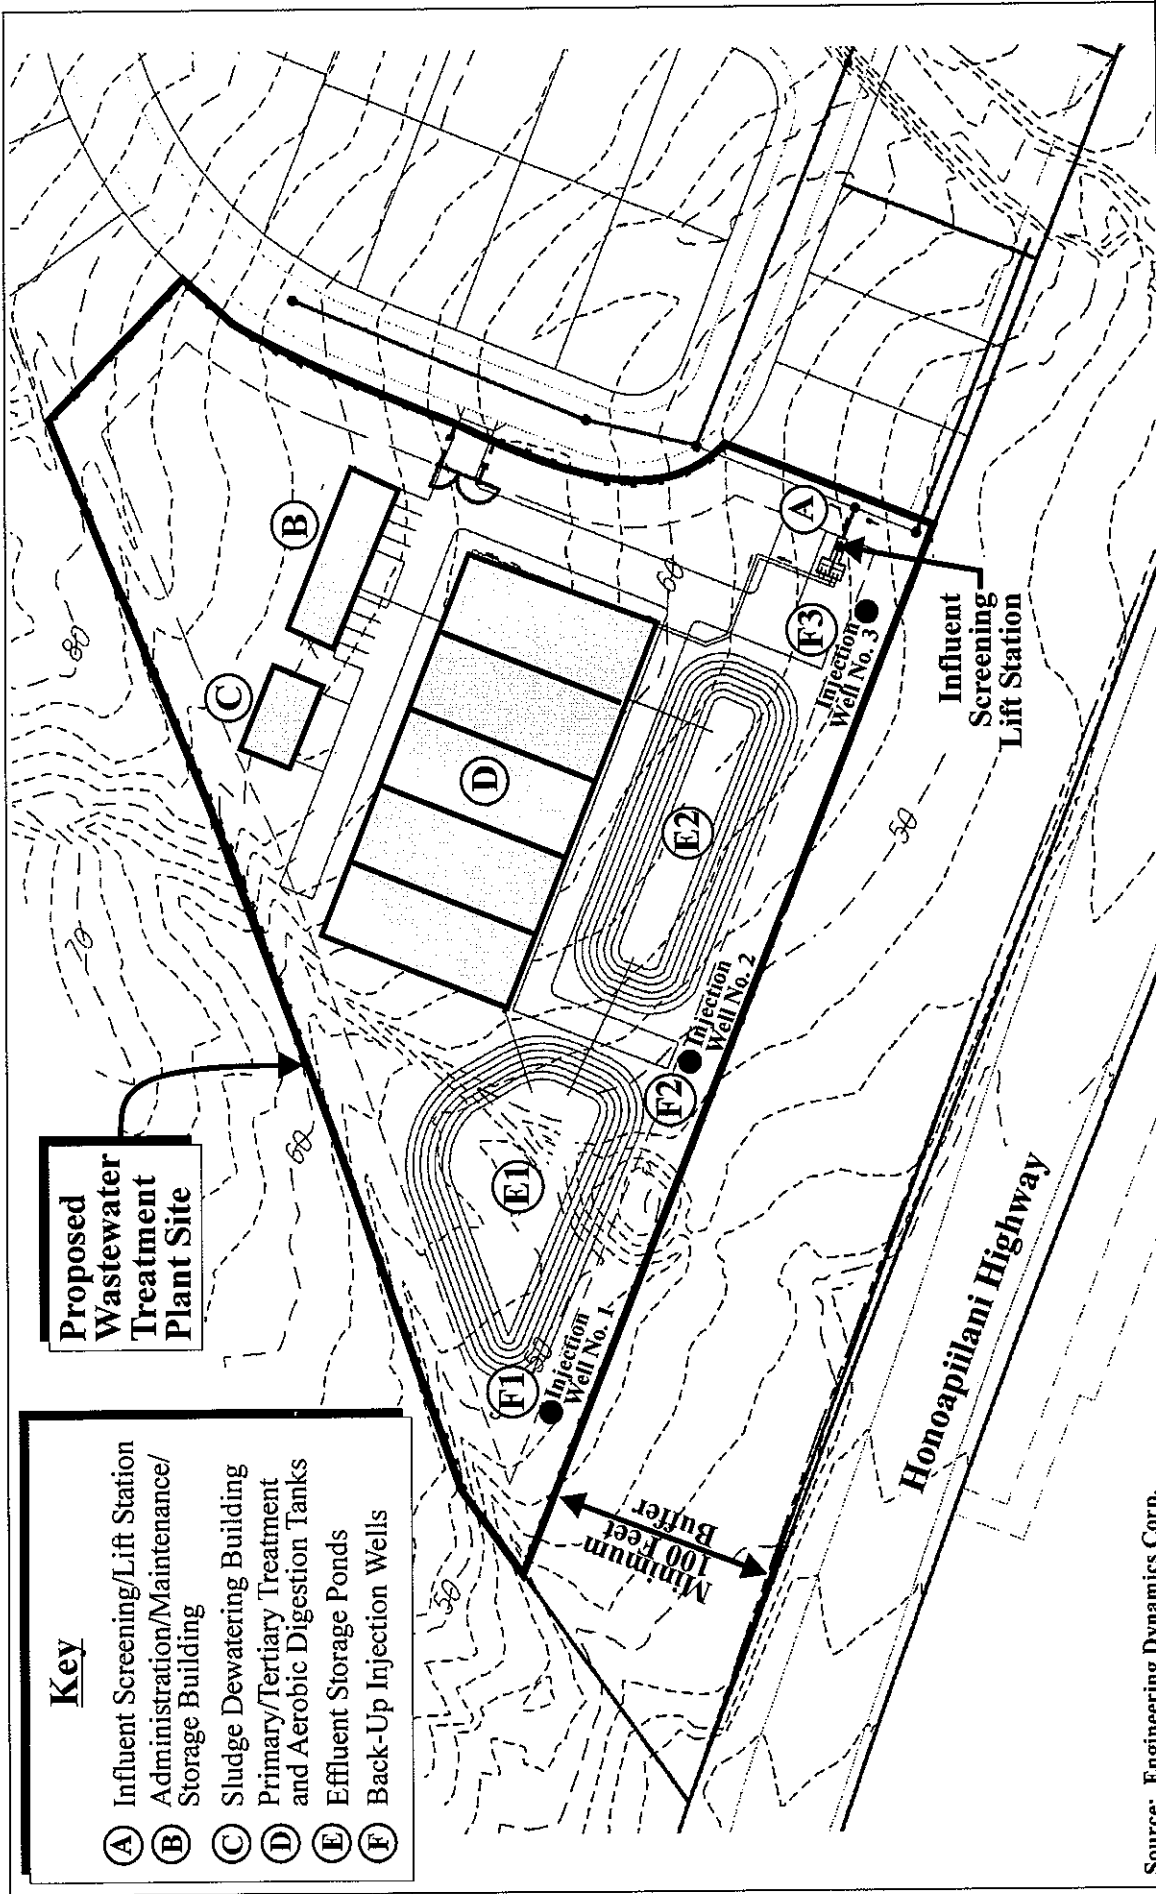 Key
A Influent Screening/Lift Station
B Administration/Maintenance/
Storage Building
C Sludge Dewatering Building
D Primary/Tertiary Treatment
and Aerobic Digestion Tanks
E Effluent Storage Ponds
F Back-Up Injection Wells
Proposed
Wastewater
Treatment
Plant Site
80
70
60
50
C
B
D
60
A
E1
E2
F1
50
Injection
Well No. 1
F2
Injection
Well No. 2
F3
Injection
Well No. 3
Influent
Screening
Lift Station
50
Minimum
100 Feet
Buffer
Honoapiilani Highway
Source: Engineering Dynamics Corp.